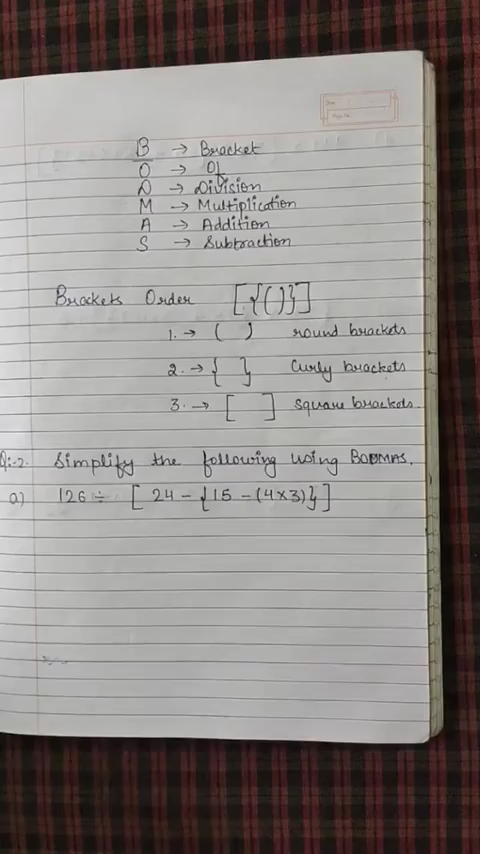 B → Bracket
O → Of
D → Division
M → Multiplication
A → Addition
S → Subtraction
Brackets Order [{()}]
1. → ( ) round brackets
2. → { } Curly brackets
3. → [ ] Square brackets.
Q:-2. Simplify the following using BODMAS.
a) 126 ÷ [ 24 - {15 - (4×3)}]